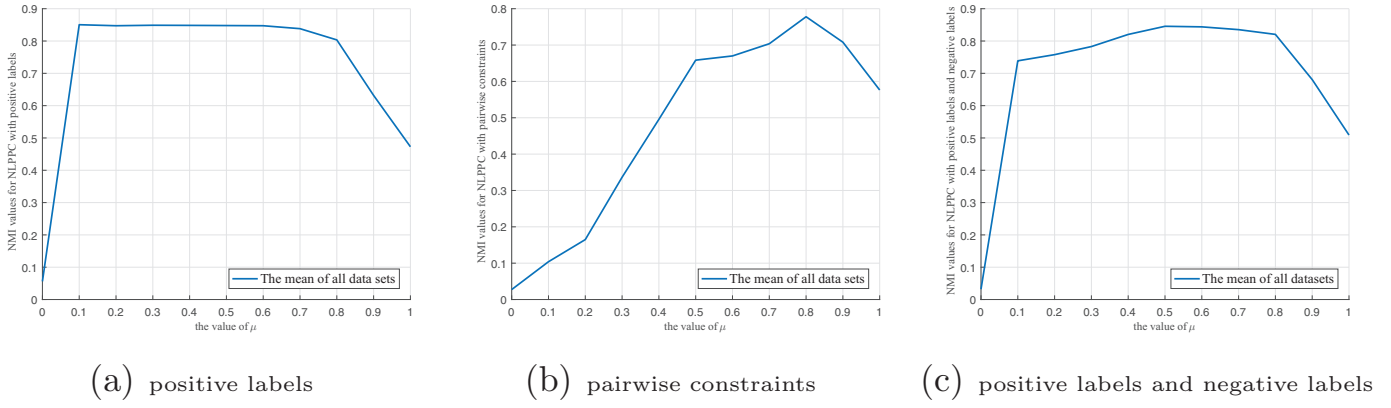 NMI values for NLPPC with positive labels
0.9
0.8
0.7
0.6
0.5
0.4
0.3
0.2
0.1
0
The mean of all data sets
0 0.1 0.2 0.3 0.4 0.5 0.6 0.7 0.8 0.9 1
the value of μ
(a) positive labels
NMI values for NLPPC with pairwise constraints
0.8
0.7
0.6
0.5
0.4
0.3
0.2
0.1
0
The mean of all data sets
0 0.1 0.2 0.3 0.4 0.5 0.6 0.7 0.8 0.9 1
the value of μ
(b) pairwise constraints
NMI values for NLPPC with positive labels and negative labels
0.9
0.8
0.7
0.6
0.5
0.4
0.3
0.2
0.1
0
The mean of all datasets
0 0.1 0.2 0.3 0.4 0.5 0.6 0.7 0.8 0.9 1
the value of μ
(c) positive labels and negative labels